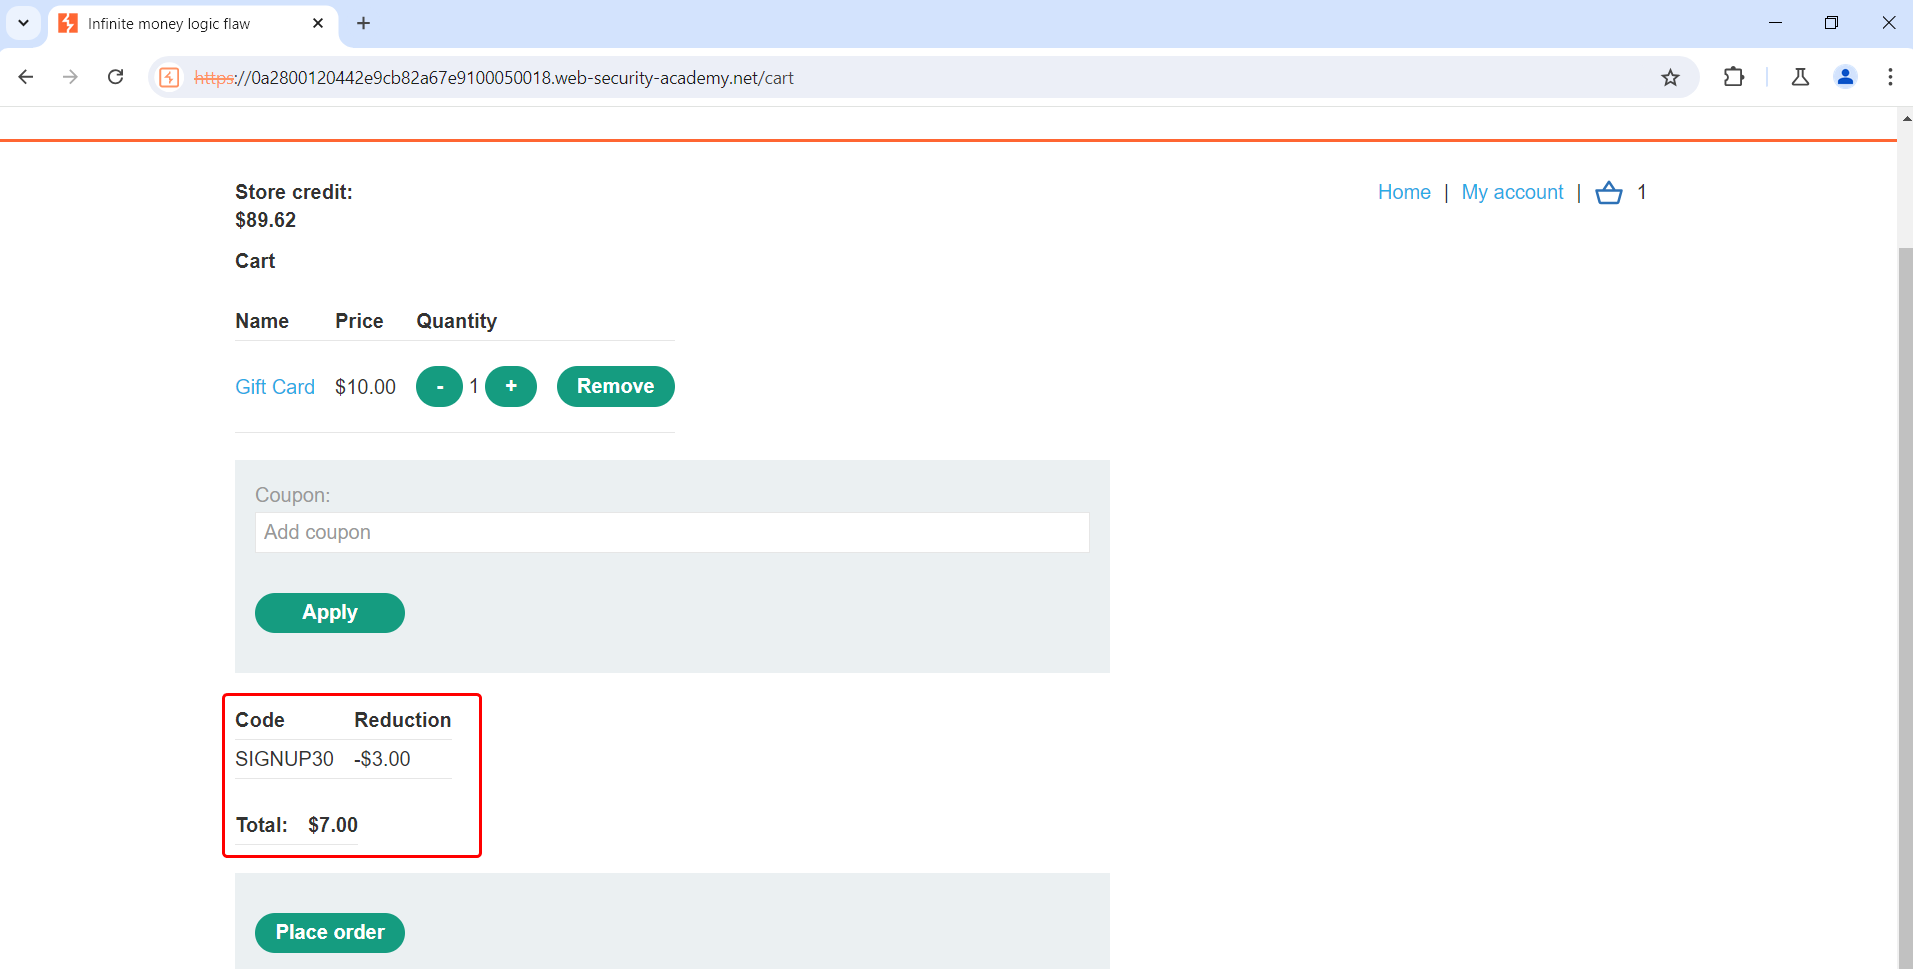 Infinite money logic flaw
https://0a2800120442e9cb82a67e9100050018.web-security-academy.net/cart
Store credit:
$89.62
Home | My account | 1
Cart
Name Price Quantity
Gift Card $10.00 - 1 + Remove
Coupon:
Add coupon
Apply
Code Reduction
SIGNUP30 -$3.00
Total: $7.00
Place order